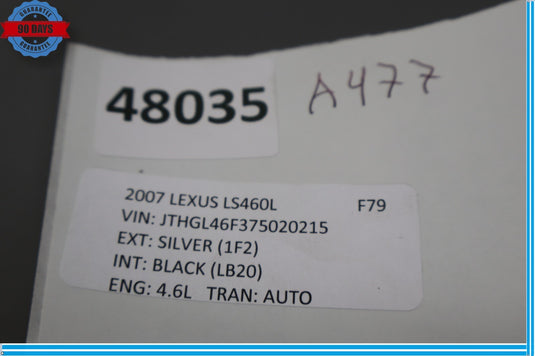 GUARANTEE
90 DAYS
GUARANTEE
48035
A477
2007 LEXUS LS460L F79
VIN: JTHGL46F375020215
EXT: SILVER (1F2)
INT: BLACK (LB20)
ENG: 4.6L TRAN: AUTO